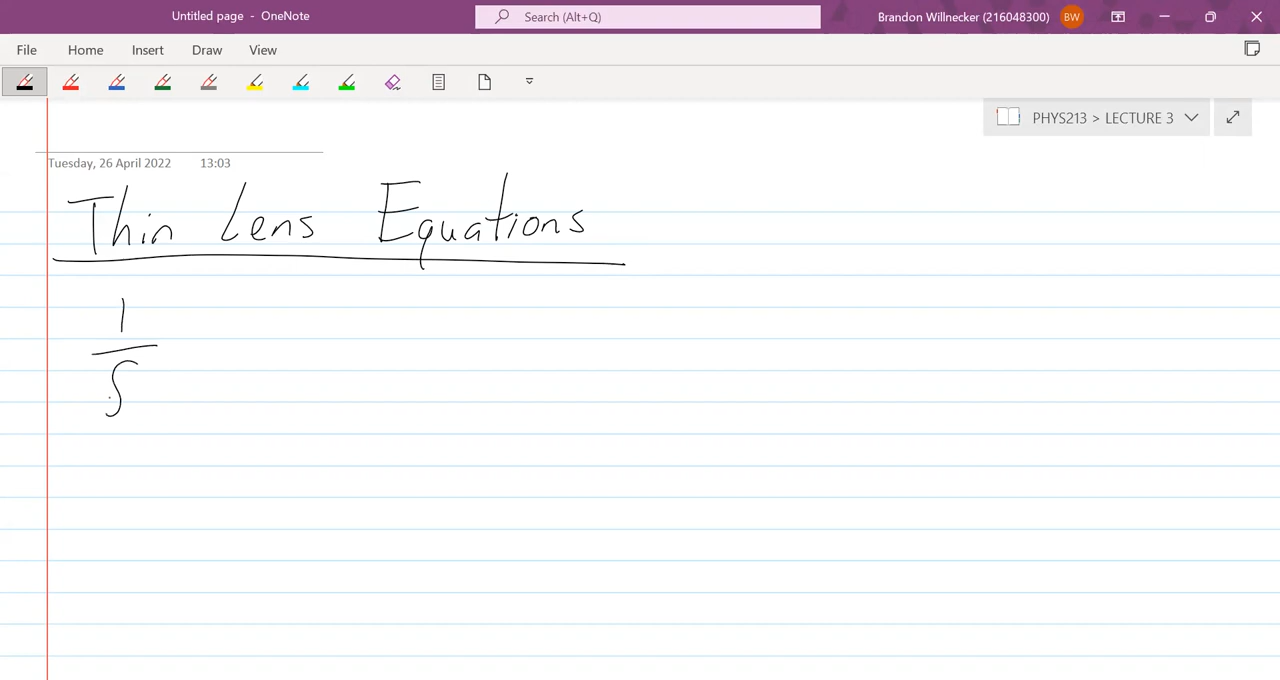 Untitled page - OneNote
Search (Alt+Q)
Brandon Willnecker (216048300)
BW
File Home Insert Draw View
PHYS213 > LECTURE 3
Tuesday, 26 April 2022 13:03
Thin Lens Equations
1